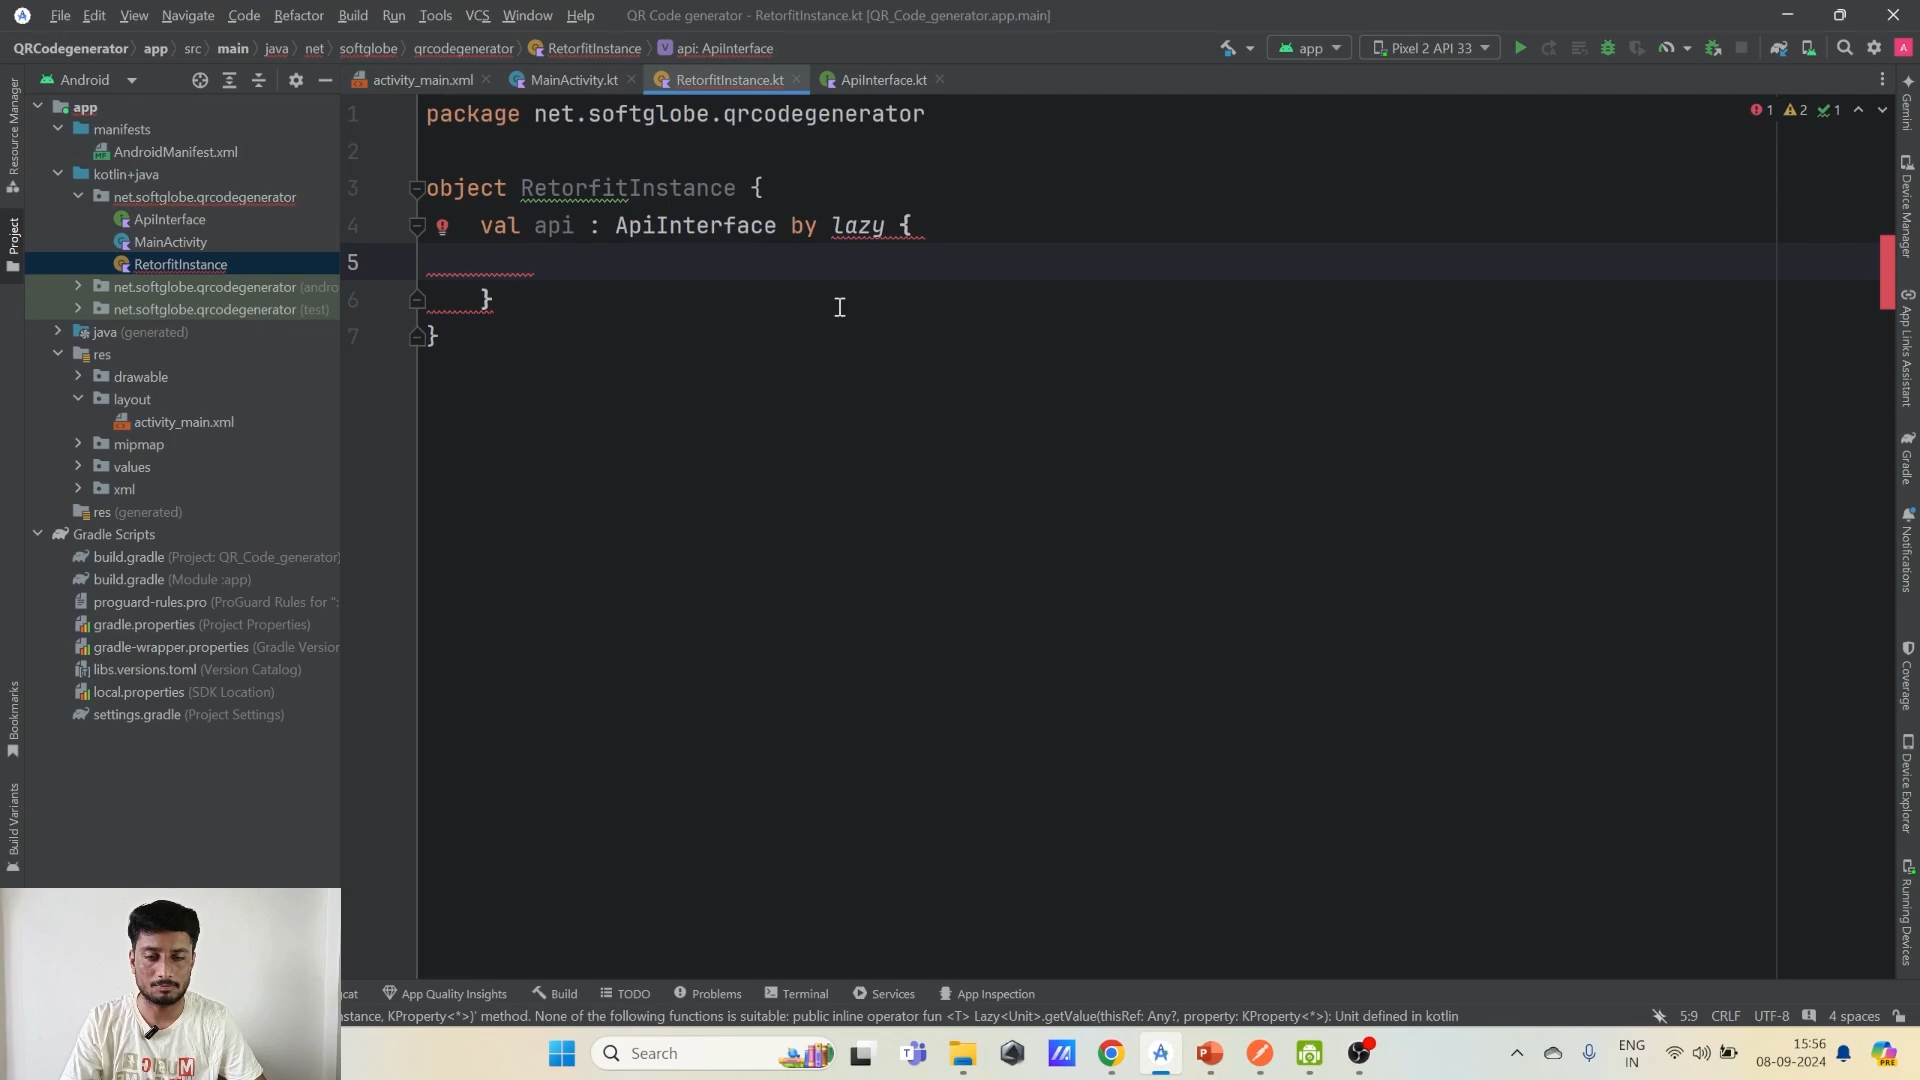 File Edit View Navigate Code Refactor Build Run Tools VCS Window Help QR Code generator - RetorfitInstance.kt [QR_Code_generator.app.main]
QRCodegenerator app src main java net softglobe qrcodegenerator RetorfitInstance api: ApiInterface app Pixel 2 API 33
Android activity_main.xml MainActivity.kt RetorfitInstance.kt ApiInterface.kt
Resource Manager
Project
Bookmarks
Build Variants
app
manifests
AndroidManifest.xml
kotlin+java
net.softglobe.qrcodegenerator
ApiInterface
MainActivity
RetorfitInstance
net.softglobe.qrcodegenerator (andro
net.softglobe.qrcodegenerator (test)
java (generated)
res
drawable
layout
activity_main.xml
mipmap
values
xml
res (generated)
Gradle Scripts
build.gradle (Project: QR_Code_generator)
build.gradle (Module :app)
proguard-rules.pro (ProGuard Rules for ":
gradle.properties (Project Properties)
gradle-wrapper.properties (Gradle Version
libs.versions.toml (Version Catalog)
local.properties (SDK Location)
settings.gradle (Project Settings)
1 package net.softglobe.qrcodegenerator
2
3 object RetorfitInstance {
4 val api : ApiInterface by lazy {
5
6 }
7 }
1 2 1
Gemini
Device Manager
App Links Assistant
Gradle
Notifications
Coverage
Device Explorer
Running Devices
cat App Quality Insights Build TODO Problems Terminal Services App Inspection
nstance, KProperty<*>)' method. None of the following functions is suitable: public inline operator fun <T> Lazy<Unit>.getValue(thisRef: Any?, property: KProperty<*>): Unit defined in kotlin 5:9 CRLF UTF-8 4 spaces
Search ENG IN 15:56 08-09-2024 PRE